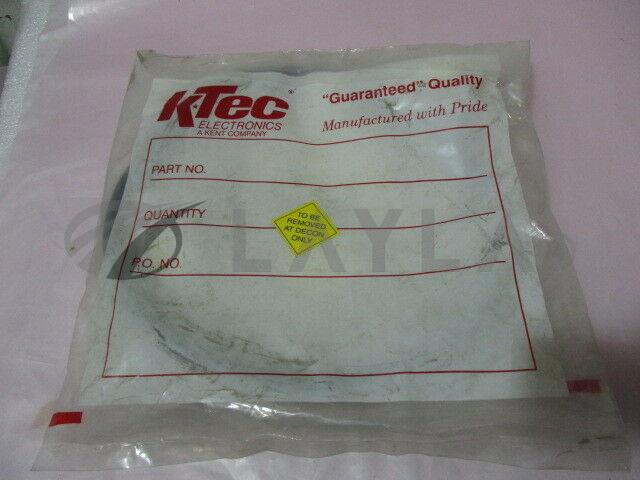 K-Tec®
ELECTRONICS
A KENT COMPANY
"Guaranteed" Quality
Manufactured with Pride
PART NO.
QUANTITY
P.O. NO.
TO BE
REMOVED
AT DECON
ONLY
LAYLA